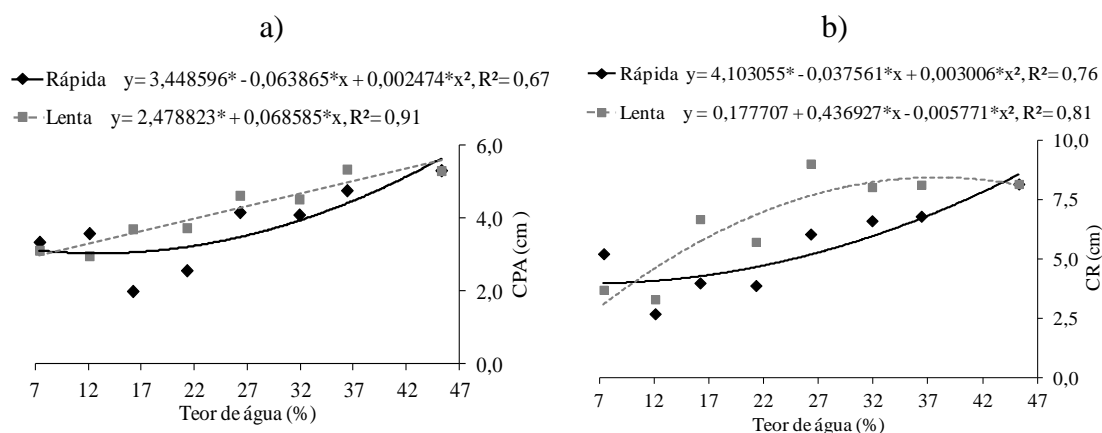 a)
Rápida y= 3,448596* - 0,063865*x + 0,002474*x², R²= 0,67
Lenta y= 2,478823* + 0,068585*x, R²= 0,91
6,0
4,0
2,0
0,0
CPA (cm)
7 12 17 22 27 32 37 42 47
Teor de água (%)
b)
Rápida y= 4,103055* - 0,037561*x + 0,003006*x², R²= 0,76
Lenta y = 0,177707 + 0,436927*x - 0,005771*x², R²= 0,81
10,0
7,5
5,0
2,5
0,0
CR (cm)
7 12 17 22 27 32 37 42 47
Teor de água (%)